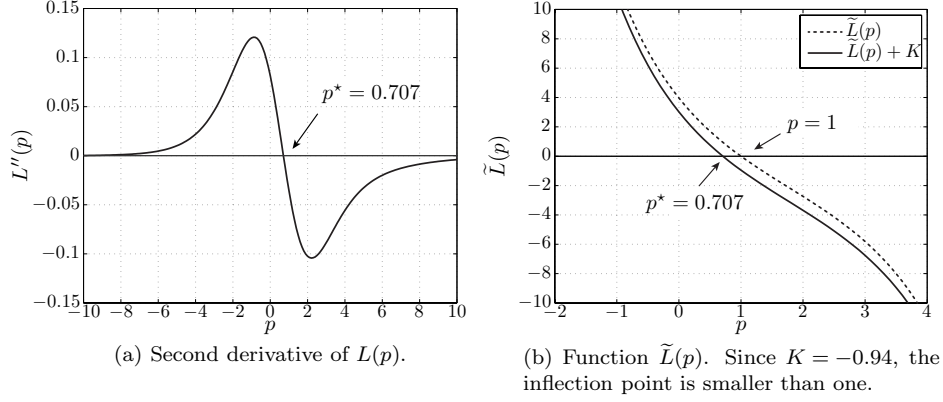 0.15
0.1
0.05
0
−0.05
−0.1
−0.15
L′′(p)
p⋆ = 0.707
−10 −8 −6 −4 −2 0 2 4 6 8 10
p
(a) Second derivative of L(p).
10
8
6
4
2
0
−2
−4
−6
−8
−10
L̃(p)
L̃(p)
L̃(p) + K
p = 1
p⋆ = 0.707
−2 −1 0 1 2 3 4
p
(b) Function L̃(p). Since K = −0.94, the
inflection point is smaller than one.